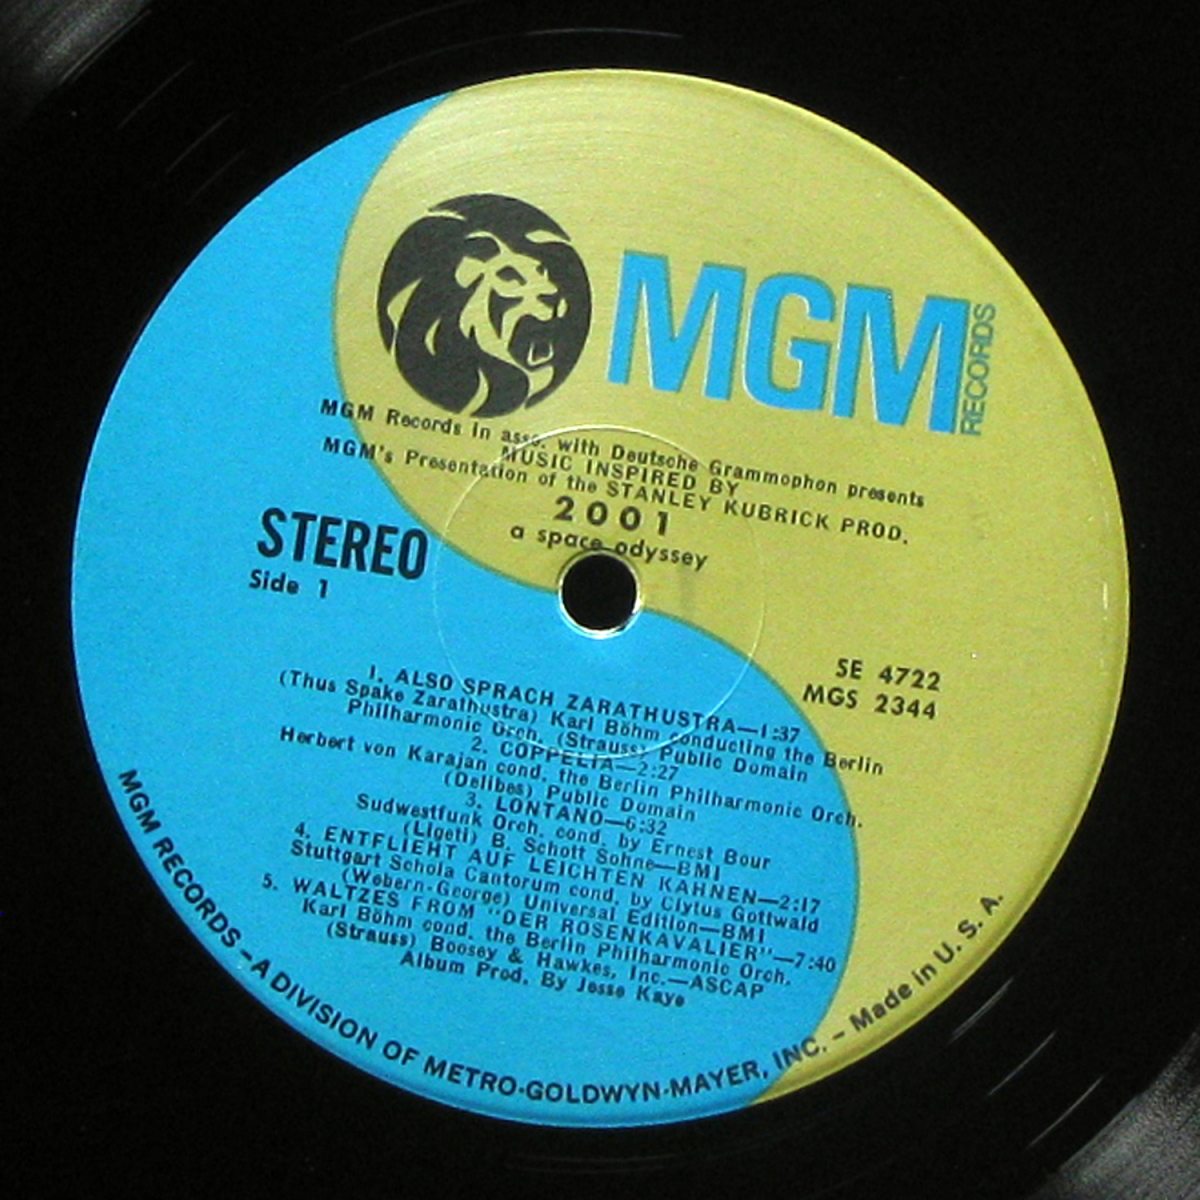 MGM
RECORDS
MGM Records in asso. with Deutsche Grammophon presents
MUSIC INSPIRED BY
MGM's Presentation of the STANLEY KUBRICK PROD.
2001
a space odyssey
STEREO
Side 1
SE 4722
MGS 2344
1. ALSO SPRACH ZARATHUSTRA—1:37
(Thus Spake Zarathustra) Karl Böhm conducting the Berlin
Philharmonic Orch. (Strauss) Public Domain
2. COPPELIA—2:27
Herbert von Karajan cond. the Berlin Philharmonic Orch.
(Delibes) Public Domain
3. LONTANO—6:32
Sudwestfunk Orch. cond. by Ernest Bour
(Ligeti) B. Schott Sohne—BMI
4. ENTFLIEHT AUF LEICHTEN KAHNEN—2:17
Stuttgart Schola Cantorum cond. by Clytus Gottwald
(Webern-George) Universal Edition—BMI
5. WALTZES FROM "DER ROSENKAVALIER"—7:40
Karl Böhm cond. the Berlin Philharmonic Orch.
(Strauss) Boosey & Hawkes, Inc.—ASCAP
Album Prod. By Jesse Kaye
MGM RECORDS – A DIVISION OF METRO-GOLDWYN-MAYER, INC. – Made in U. S. A.